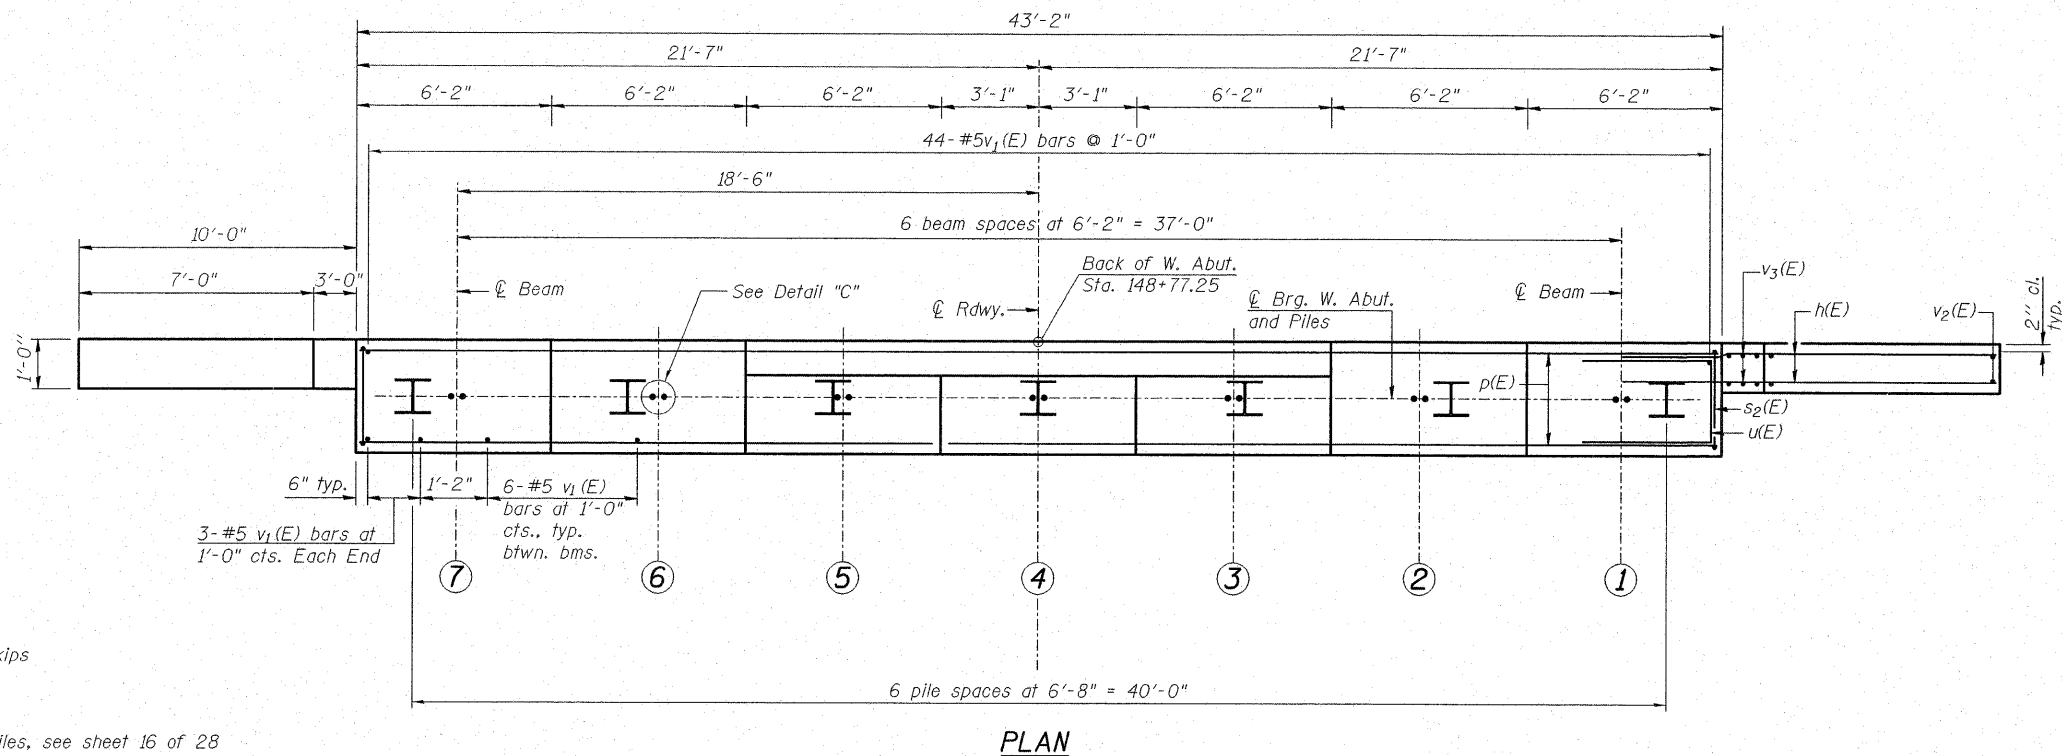 43'-2"
21'-7" 21'-7"
6'-2" 6'-2" 6'-2" 3'-1" 3'-1" 6'-2" 6'-2" 6'-2"
44-#5v1(E) bars @ 1'-0"
18'-6"
6 beam spaces at 6'-2" = 37'-0"
10'-0"
7'-0" 3'-0"
℄ Beam
See Detail "C"
℄ Rdwy.
Back of W. Abut.
Sta. 148+77.25
℄ Brg. W. Abut.
and Piles
℄ Beam
v3(E)
h(E)
v2(E)
2" cl.
typ.
1'-0"
p(E)
s2(E)
u(E)
6" typ.
1'-2"
6-#5 v1(E)
bars at 1'-0"
cts., typ.
btwn. bms.
3-#5 v1(E) bars at
1'-0" cts. Each End
7 6 5 4 3 2 1
kips
6 pile spaces at 6'-8" = 40'-0"
iles, see sheet 16 of 28
PLAN